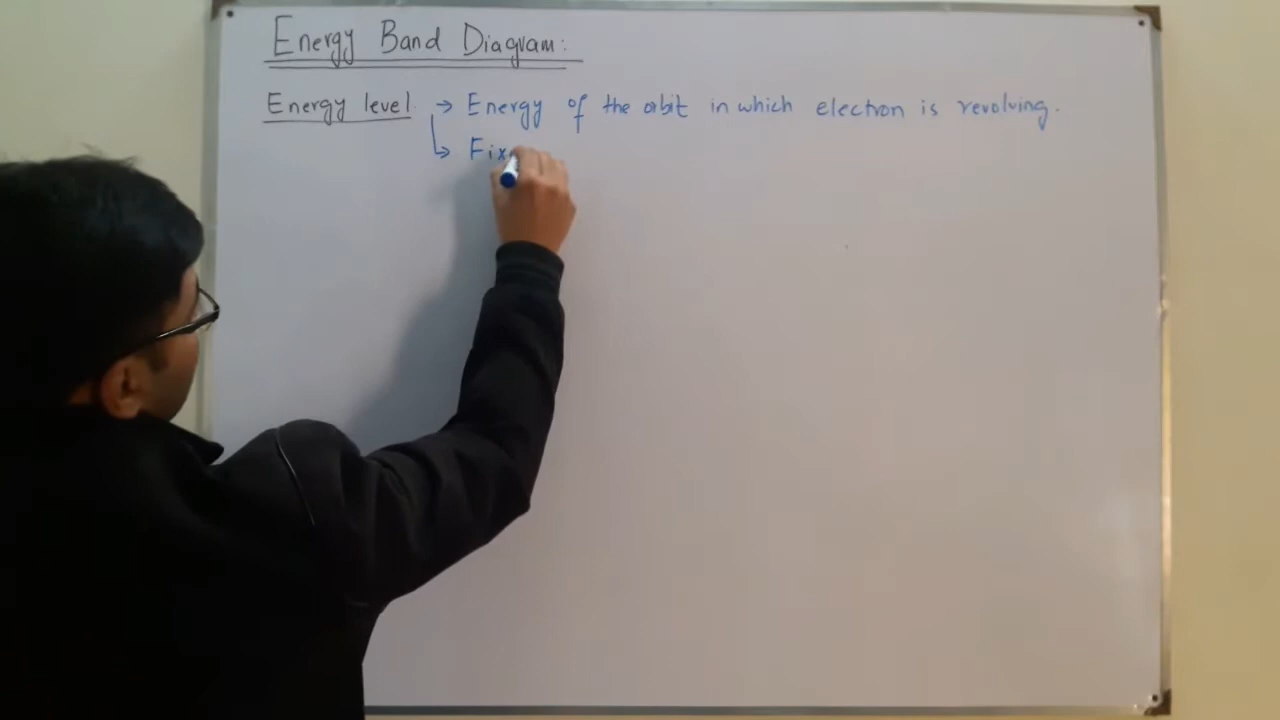 Energy Band Diagram:
Energy level → Energy of the orbit in which electron is revolving.
↳ Fix